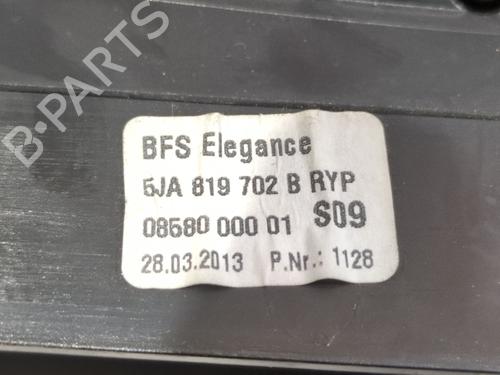 B-PARTS
BFS Elegance
5JA 819 702 B RYP
08580 000 01 S09
28.03.2013 P.Nr.: 1128